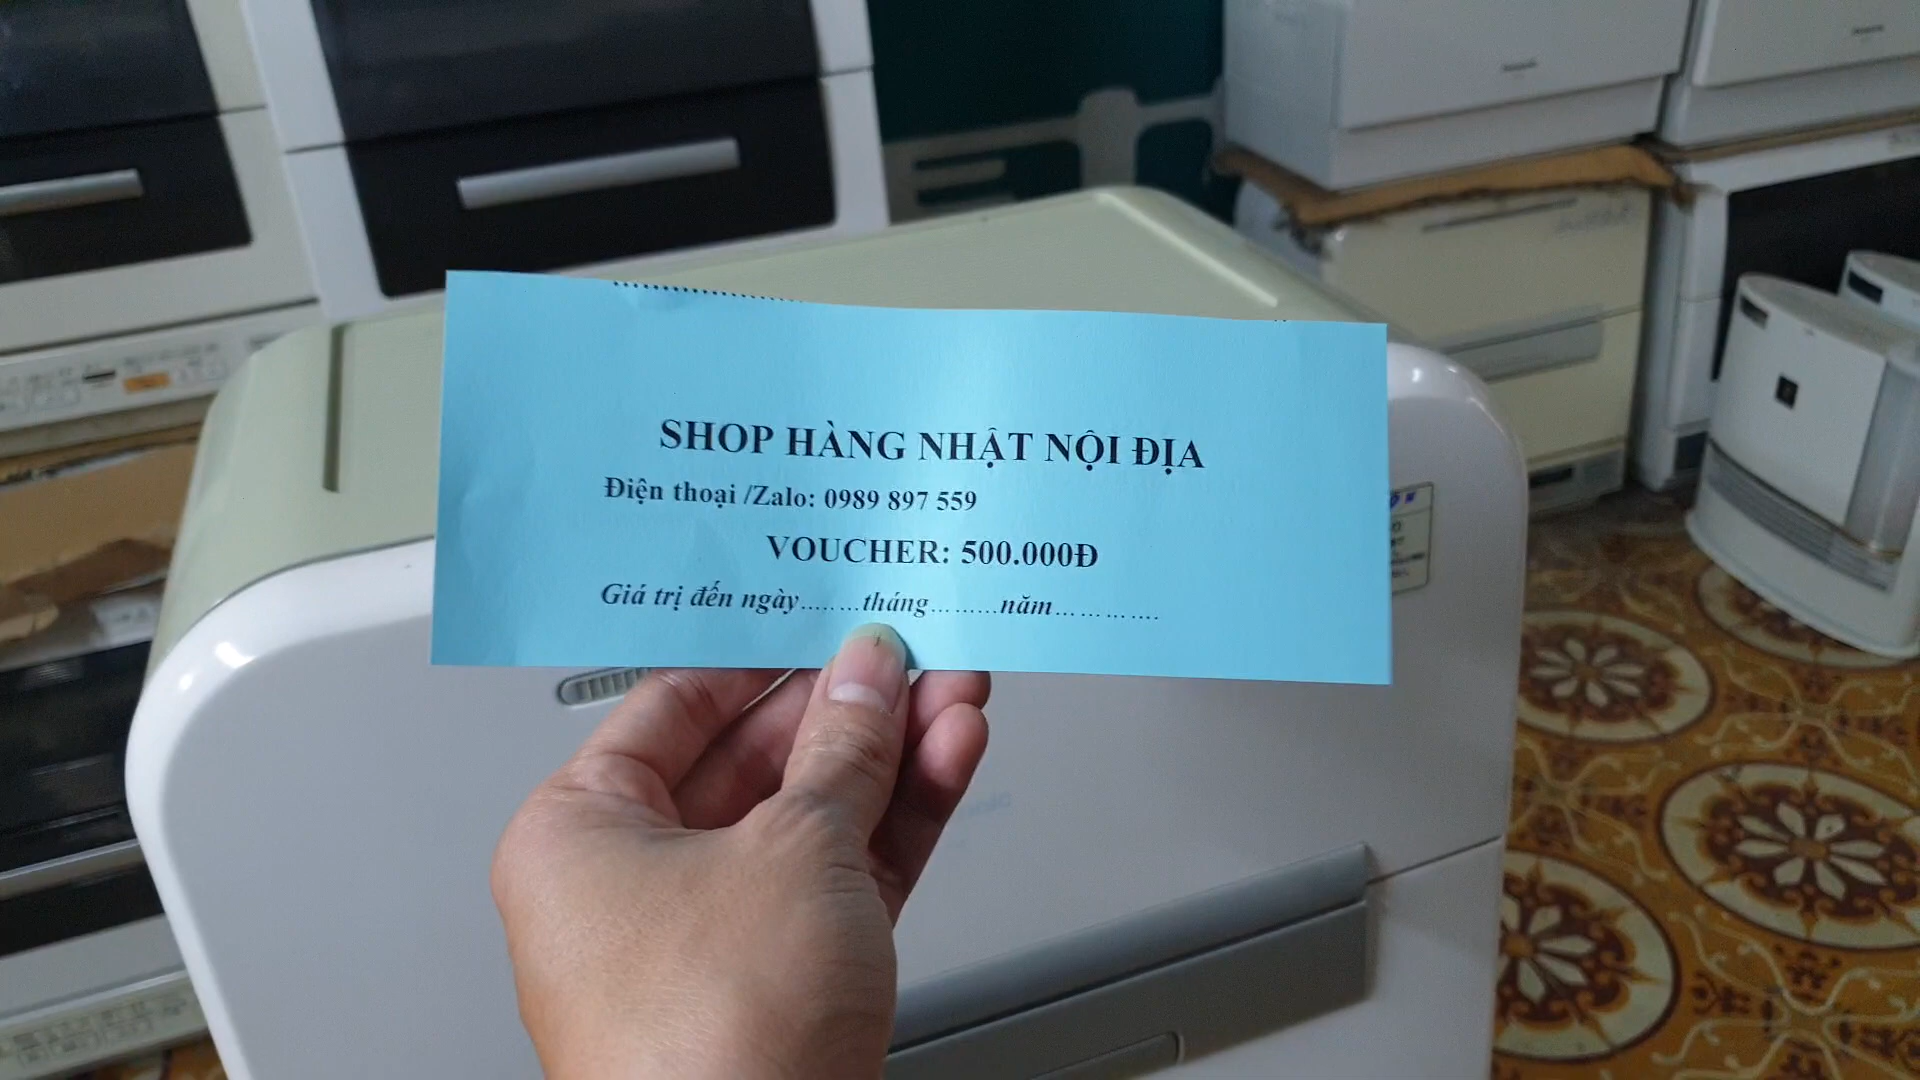 SHOP HÀNG NHẬT NỘI ĐỊA
Điện thoại /Zalo: 0989 897 559
VOUCHER: 500.000Đ
Giá trị đến ngày........tháng.........năm………….